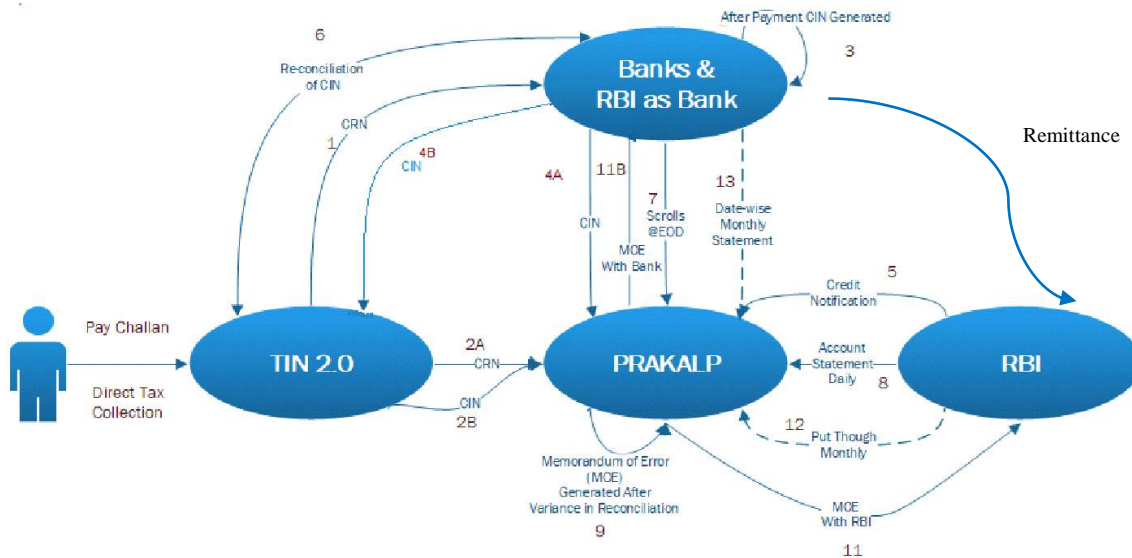 After Payment CIN Generated
3
6
Re-conciliation
of CIN
Banks &
RBI as Bank
CRN
1
4B
CIN
4A
11B
7
13
CIN
MOE
With Bank
Scrolls
@EOD
Date-wise
Monthly
Statement
Remittance
5
Credit
Notification
Pay Challan
Direct Tax
Collection
TIN 2.0
2A
CRN
CIN
2B
PRAKALP
Account
Statement
Daily
8
RBI
12
Put Though
Monthly
Memorandum of Error
(MOE)
Generated After
Variance in Reconciliation
9
MOE
With RBI
11